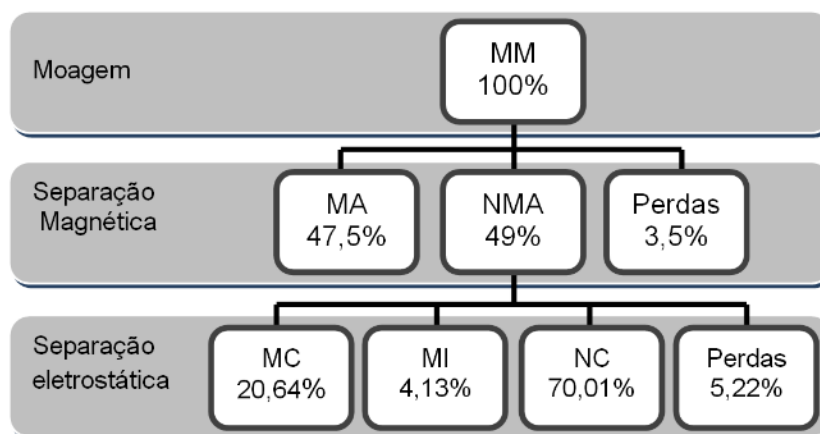 Moagem
MM
100%
Separação
Magnética
MA
47,5%
NMA
49%
Perdas
3,5%
Separação
eletrostática
MC
20,64%
MI
4,13%
NC
70,01%
Perdas
5,22%